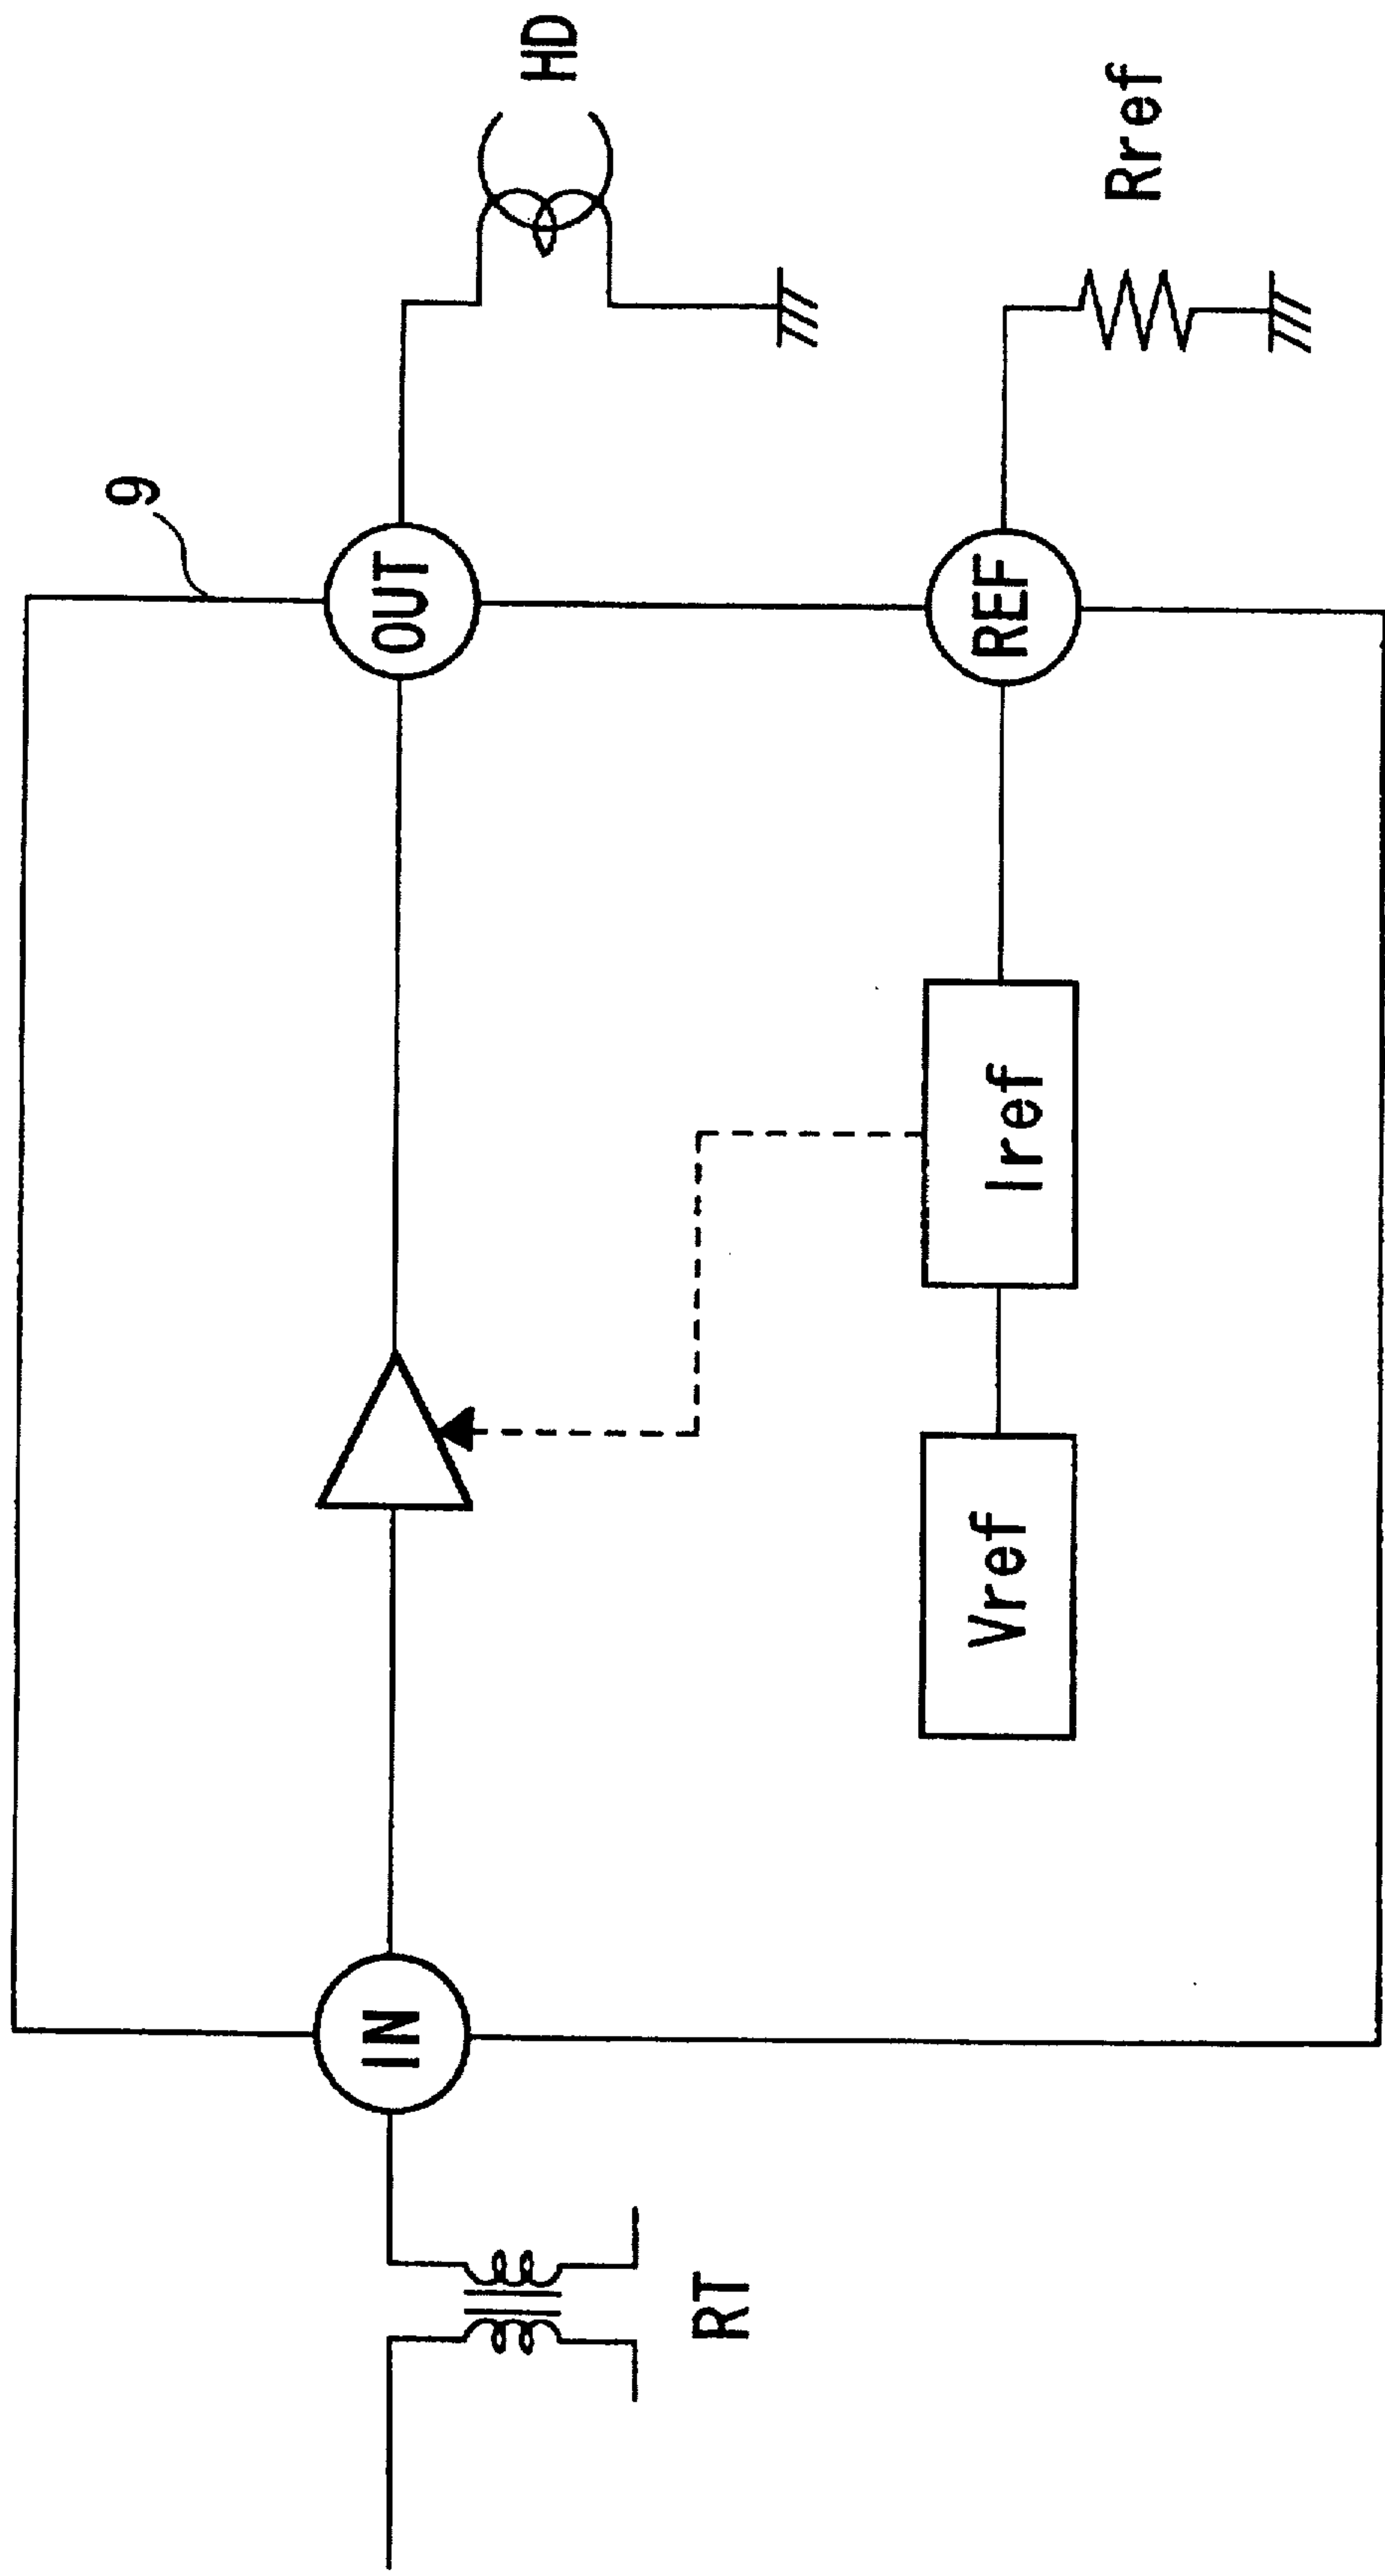 9
HD
OUT
IN
RT
Iref
Vref
REF
Rref